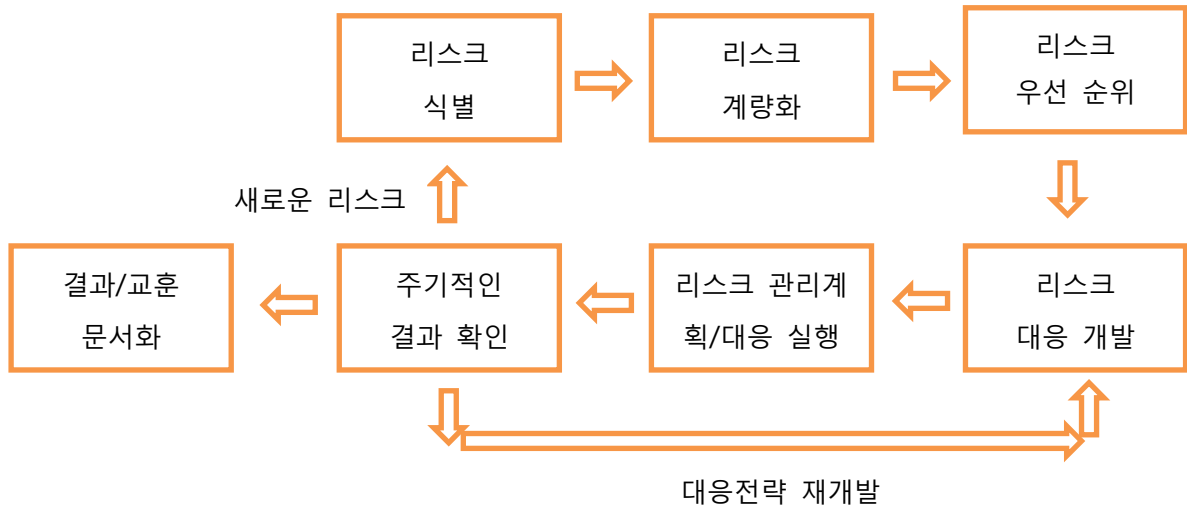 리스크
식별
리스크
계량화
리스크
우선 순위
새로운 리스크
결과/교훈
문서화
주기적인
결과 확인
리스크 관리계
획/대응 실행
리스크
대응 개발
대응전략 재개발